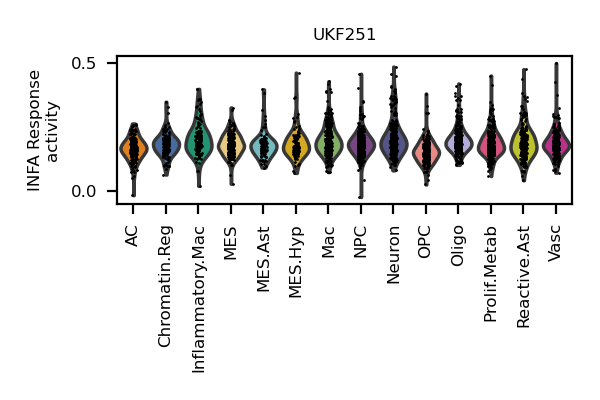 UKF251
INFA Response
activity
0.5
0.0
AC
Chromatin.Reg
Inflammatory.Mac
MES
MES.Ast
MES.Hyp
Mac
NPC
Neuron
OPC
Oligo
Prolif.Metab
Reactive.Ast
Vasc